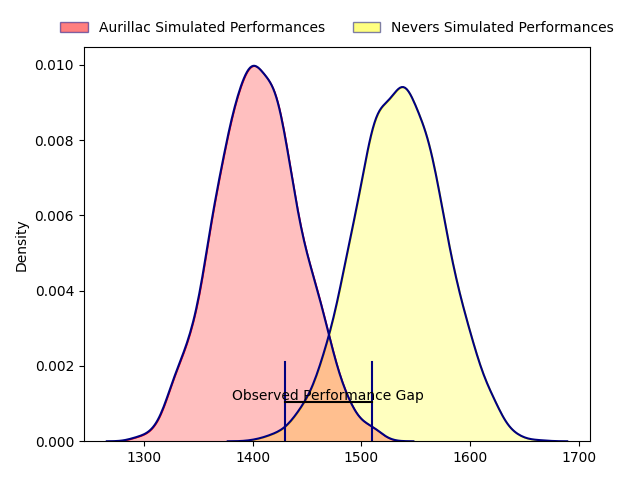 Aurillac Simulated Performances Nevers Simulated Performances
0.010
0.008
0.006
0.004
0.002
0.000
Density
Observed Performance Gap
1300 1400 1500 1600 1700